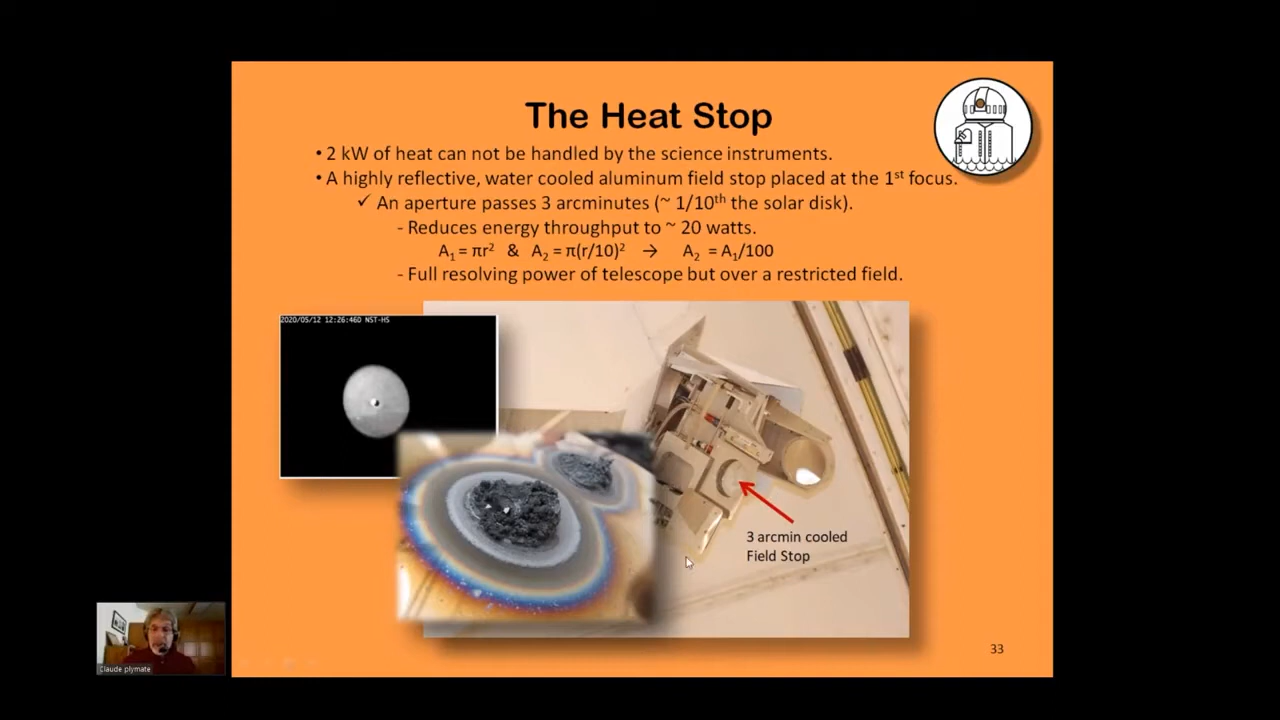 The Heat Stop
• 2 kW of heat can not be handled by the science instruments.
• A highly reflective, water cooled aluminum field stop placed at the 1st focus.
✓ An aperture passes 3 arcminutes (~ 1/10th the solar disk).
- Reduces energy throughput to ~ 20 watts.
A₁ = πr² & A₂ = π(r/10)² → A₂ = A₁/100
- Full resolving power of telescope but over a restricted field.
2020/05/12 12:26:460 NST-HS
3 arcmin cooled
Field Stop
33
Claude plymate